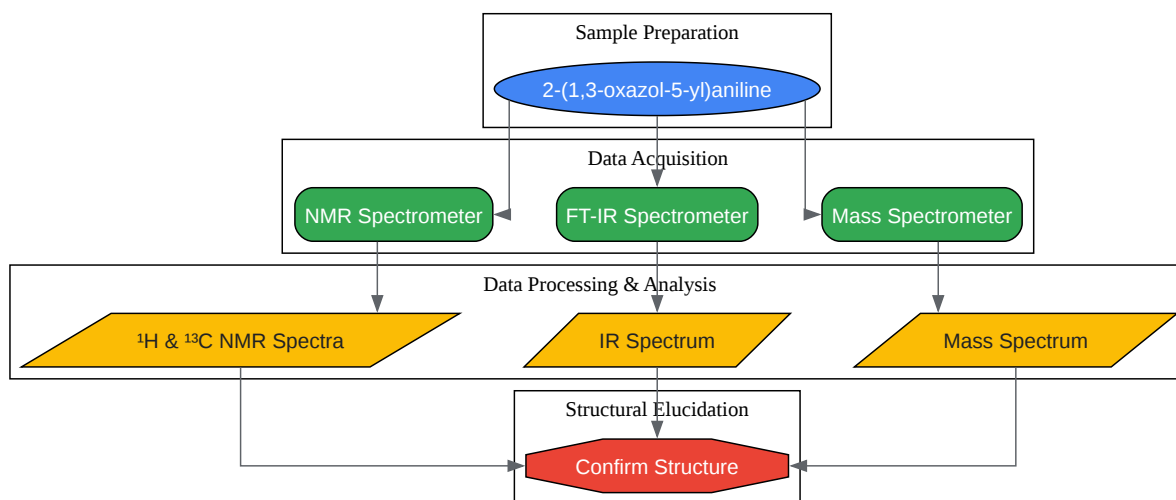 Sample Preparation
2-(1,3-oxazol-5-yl)aniline
Data Acquisition
NMR Spectrometer
FT-IR Spectrometer
Mass Spectrometer
Data Processing & Analysis
¹H & ¹³C NMR Spectra
IR Spectrum
Mass Spectrum
Structural Elucidation
Confirm Structure